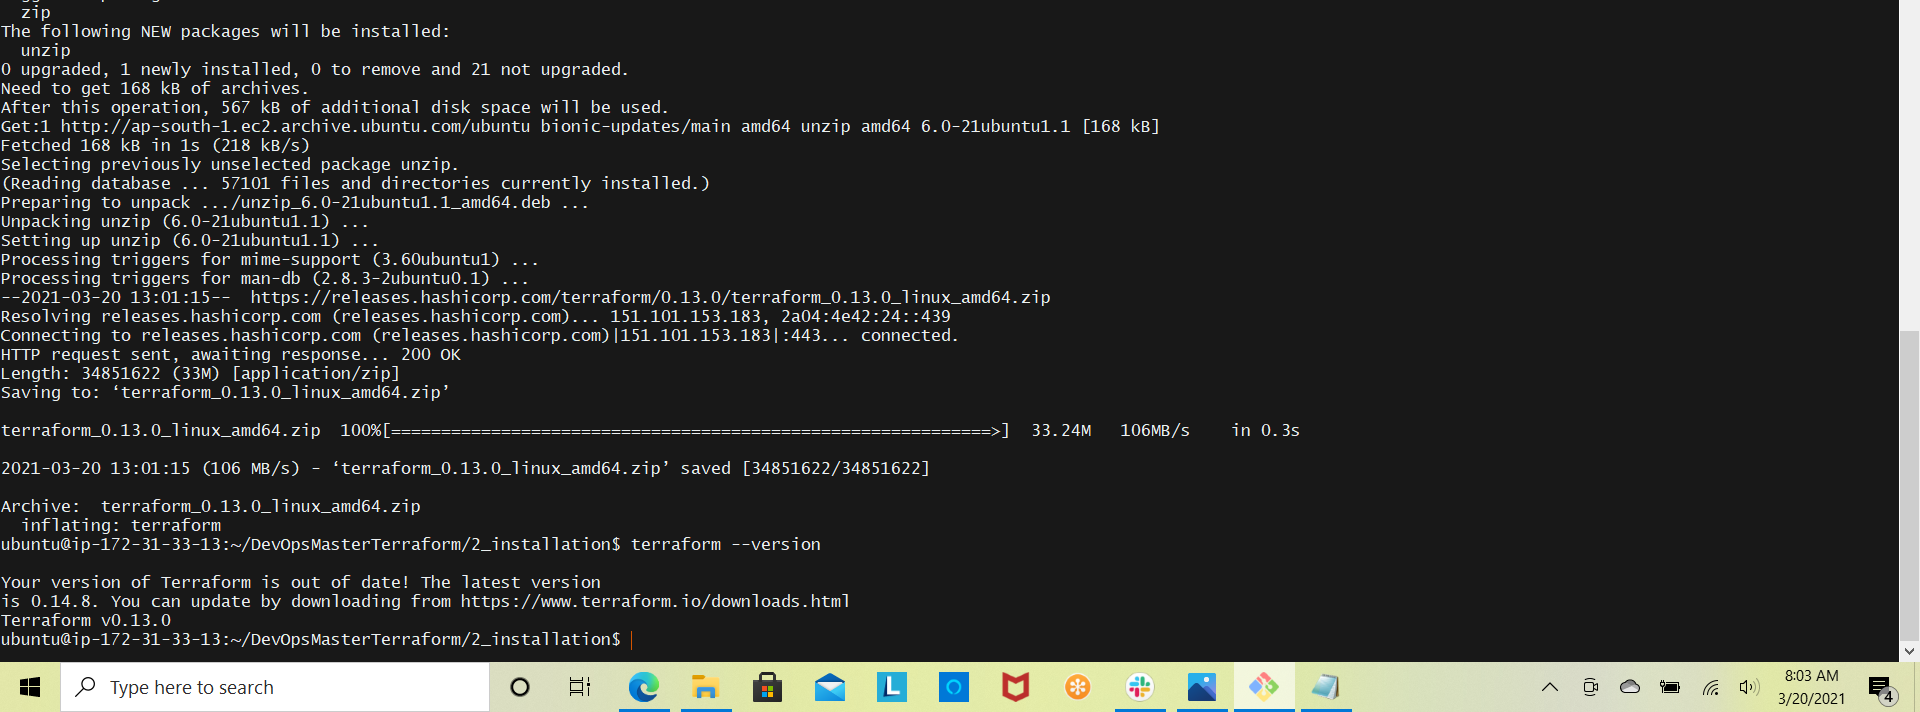 zip
The following NEW packages will be installed:
  unzip
0 upgraded, 1 newly installed, 0 to remove and 21 not upgraded.
Need to get 168 kB of archives.
After this operation, 567 kB of additional disk space will be used.
Get:1 http://ap-south-1.ec2.archive.ubuntu.com/ubuntu bionic-updates/main amd64 unzip amd64 6.0-21ubuntu1.1 [168 kB]
Fetched 168 kB in 1s (218 kB/s)
Selecting previously unselected package unzip.
(Reading database ... 57101 files and directories currently installed.)
Preparing to unpack .../unzip_6.0-21ubuntu1.1_amd64.deb ...
Unpacking unzip (6.0-21ubuntu1.1) ...
Setting up unzip (6.0-21ubuntu1.1) ...
Processing triggers for mime-support (3.60ubuntu1) ...
Processing triggers for man-db (2.8.3-2ubuntu0.1) ...
--2021-03-20 13:01:15--  https://releases.hashicorp.com/terraform/0.13.0/terraform_0.13.0_linux_amd64.zip
Resolving releases.hashicorp.com (releases.hashicorp.com)... 151.101.153.183, 2a04:4e42:24::439
Connecting to releases.hashicorp.com (releases.hashicorp.com)|151.101.153.183|:443... connected.
HTTP request sent, awaiting response... 200 OK
Length: 34851622 (33M) [application/zip]
Saving to: ‘terraform_0.13.0_linux_amd64.zip’
terraform_0.13.0_linux_amd64.zip  100%[============================================================>]  33.24M   106MB/s    in 0.3s
2021-03-20 13:01:15 (106 MB/s) - ‘terraform_0.13.0_linux_amd64.zip’ saved [34851622/34851622]
Archive:  terraform_0.13.0_linux_amd64.zip
  inflating: terraform
ubuntu@ip-172-31-33-13:~/DevOpsMasterTerraform/2_installation$ terraform --version
Your version of Terraform is out of date! The latest version
is 0.14.8. You can update by downloading from https://www.terraform.io/downloads.html
Terraform v0.13.0
ubuntu@ip-172-31-33-13:~/DevOpsMasterTerraform/2_installation$
Type here to search
L
8:03 AM
3/20/2021
4